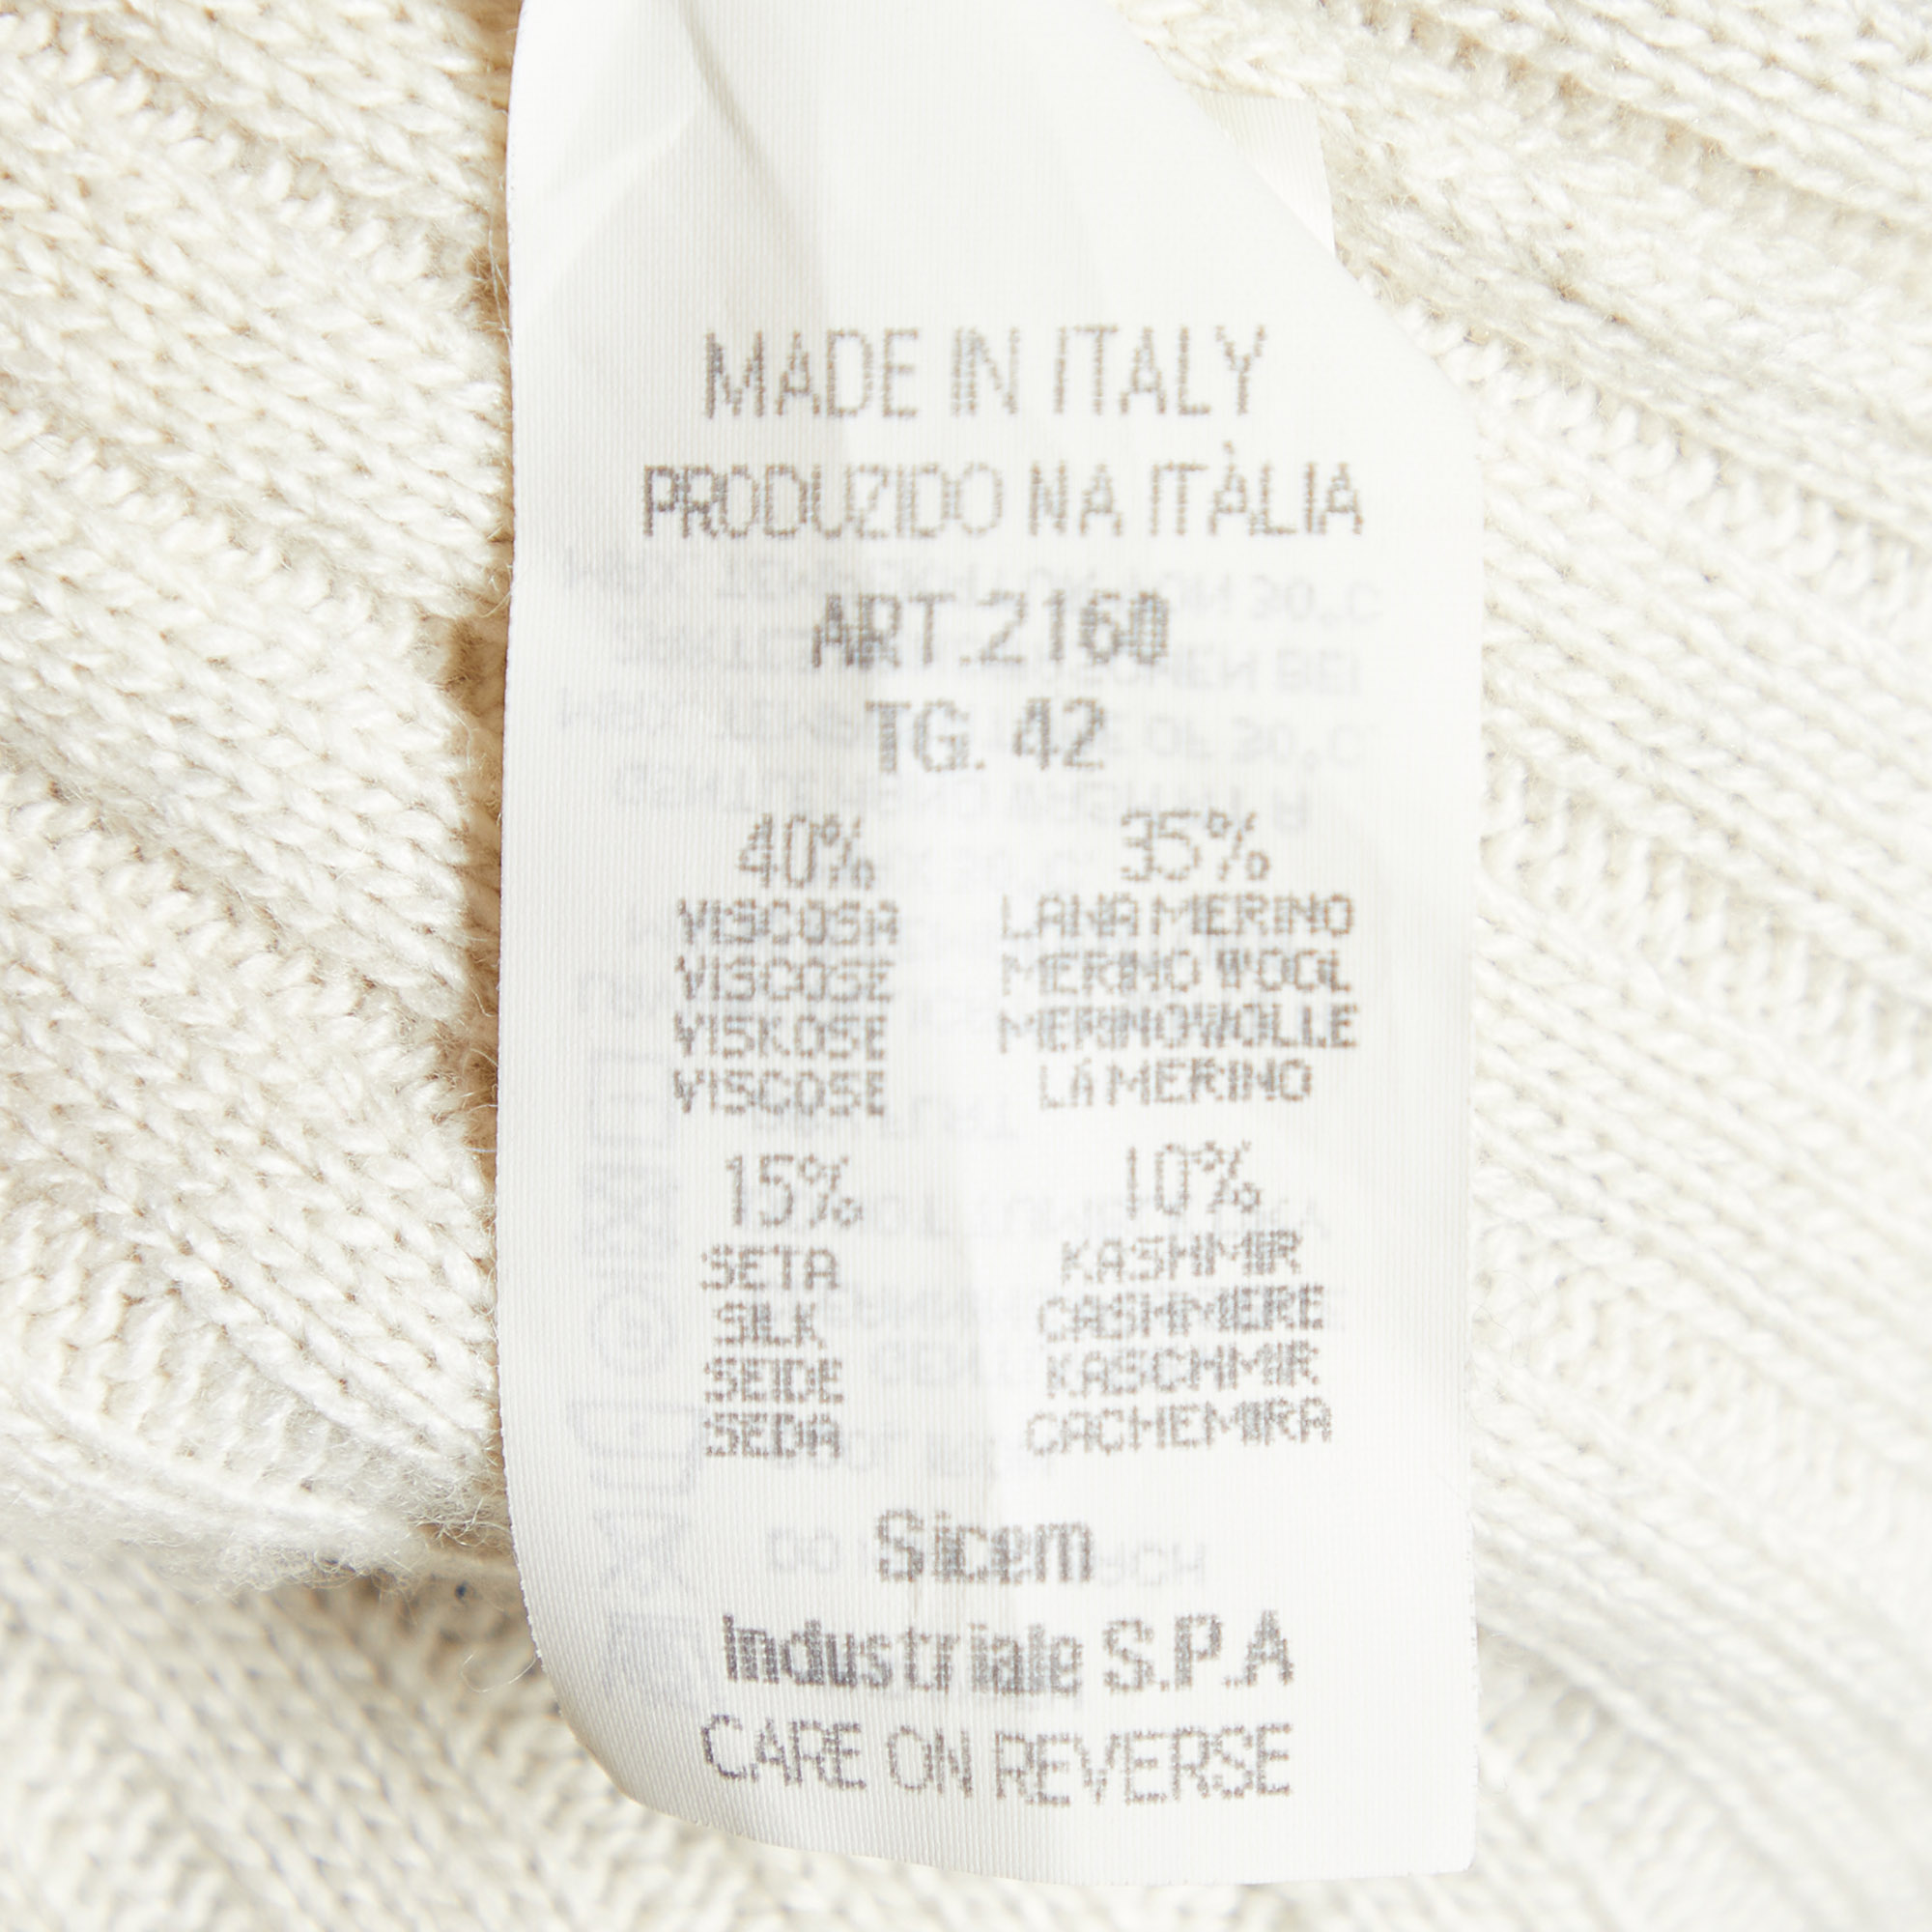 MADE IN ITALY
PRODUZIDO NA ITÀLIA
ART.2160
TG. 42
40% 35%
VISCOSA LANA MERINO
VISCOSE MERINO WOOL
VISKOSE MERINOWOLLE
VISCOSE LÁ MERINO
15% 10%
SETA KASHMIR
SILK CASHMERE
SEIDE KASCHMIR
SEDA CACHEMIRA
Sicem
Industriale S.P.A
CARE ON REVERSE